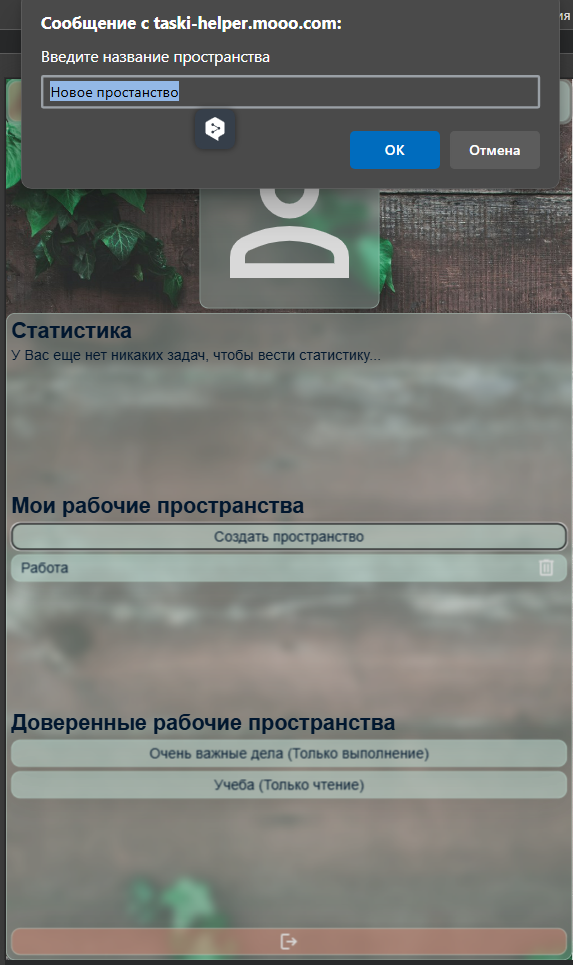 ия
Сообщение с taski-helper.mooo.com:
Введите название пространства
Новое простанство
ОК
Отмена
Статистика
У Вас еще нет никаких задач, чтобы вести статистику...
Мои рабочие пространства
Создать пространство
Работа
Доверенные рабочие пространства
Очень важные дела (Только выполнение)
Учеба (Только чтение)